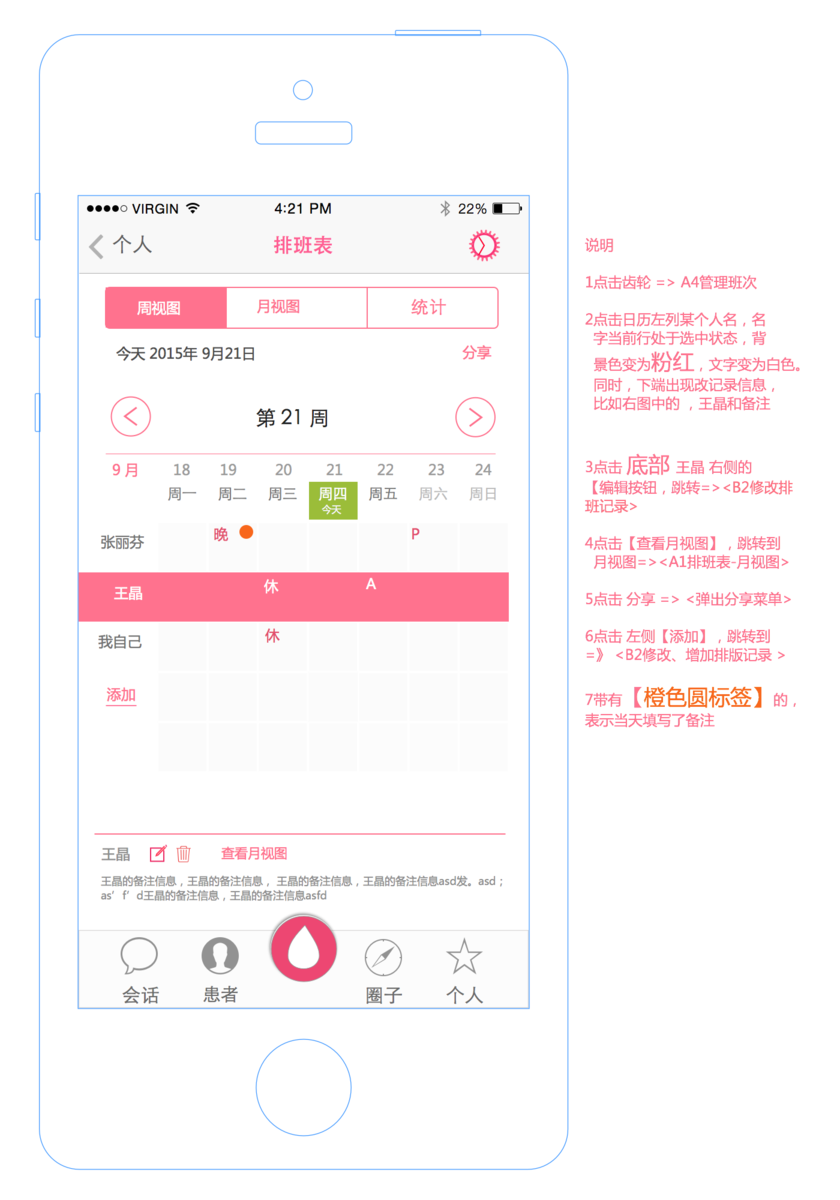 VIRGIN 4:21 PM 22%
个人 排班表
周视图 月视图 统计
今天 2015年 9月21日 分享
第 21 周
9 月 18 19 20 21 22 23 24
周一 周二 周三 周四 周五 周六 周日
今天
张丽芬 晚 P
王晶 休 A
我自己 休
添加
王晶 查看月视图
王晶的备注信息，王晶的备注信息， 王晶的备注信息，王晶的备注信息asd发。asd；
as’ f’ d王晶的备注信息，王晶的备注信息asfd
会话 患者 圈子 个人
说明
1点击齿轮 => A4管理班次
2点击日历左列某个人名，名
字当前行处于选中状态，背
景色变为粉红，文字变为白色。
同时，下端出现改记录信息，
比如右图中的 ，王晶和备注
3点击 底部 王晶 右侧的
【编辑按钮，跳转=><B2修改排
班记录>
4点击【查看月视图】，跳转到
月视图=><A1排班表-月视图>
5点击 分享 => <弹出分享菜单>
6点击 左侧【添加】，跳转到
=》 <B2修改、增加排版记录 >
7带有【橙色圆标签】的，
表示当天填写了备注